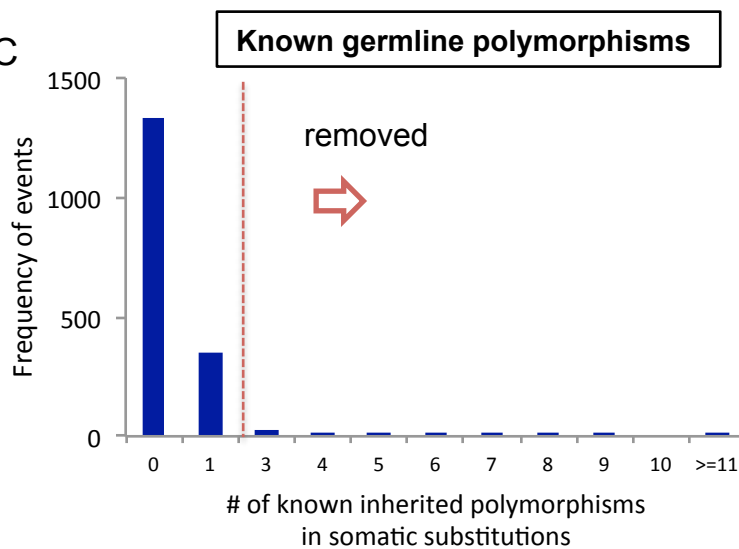 C
Known germline polymorphisms
1500
1000
500
0
Frequency of events
removed
0 1 3 4 5 6 7 8 9 10 >=11
# of known inherited polymorphisms
in somatic substitutions